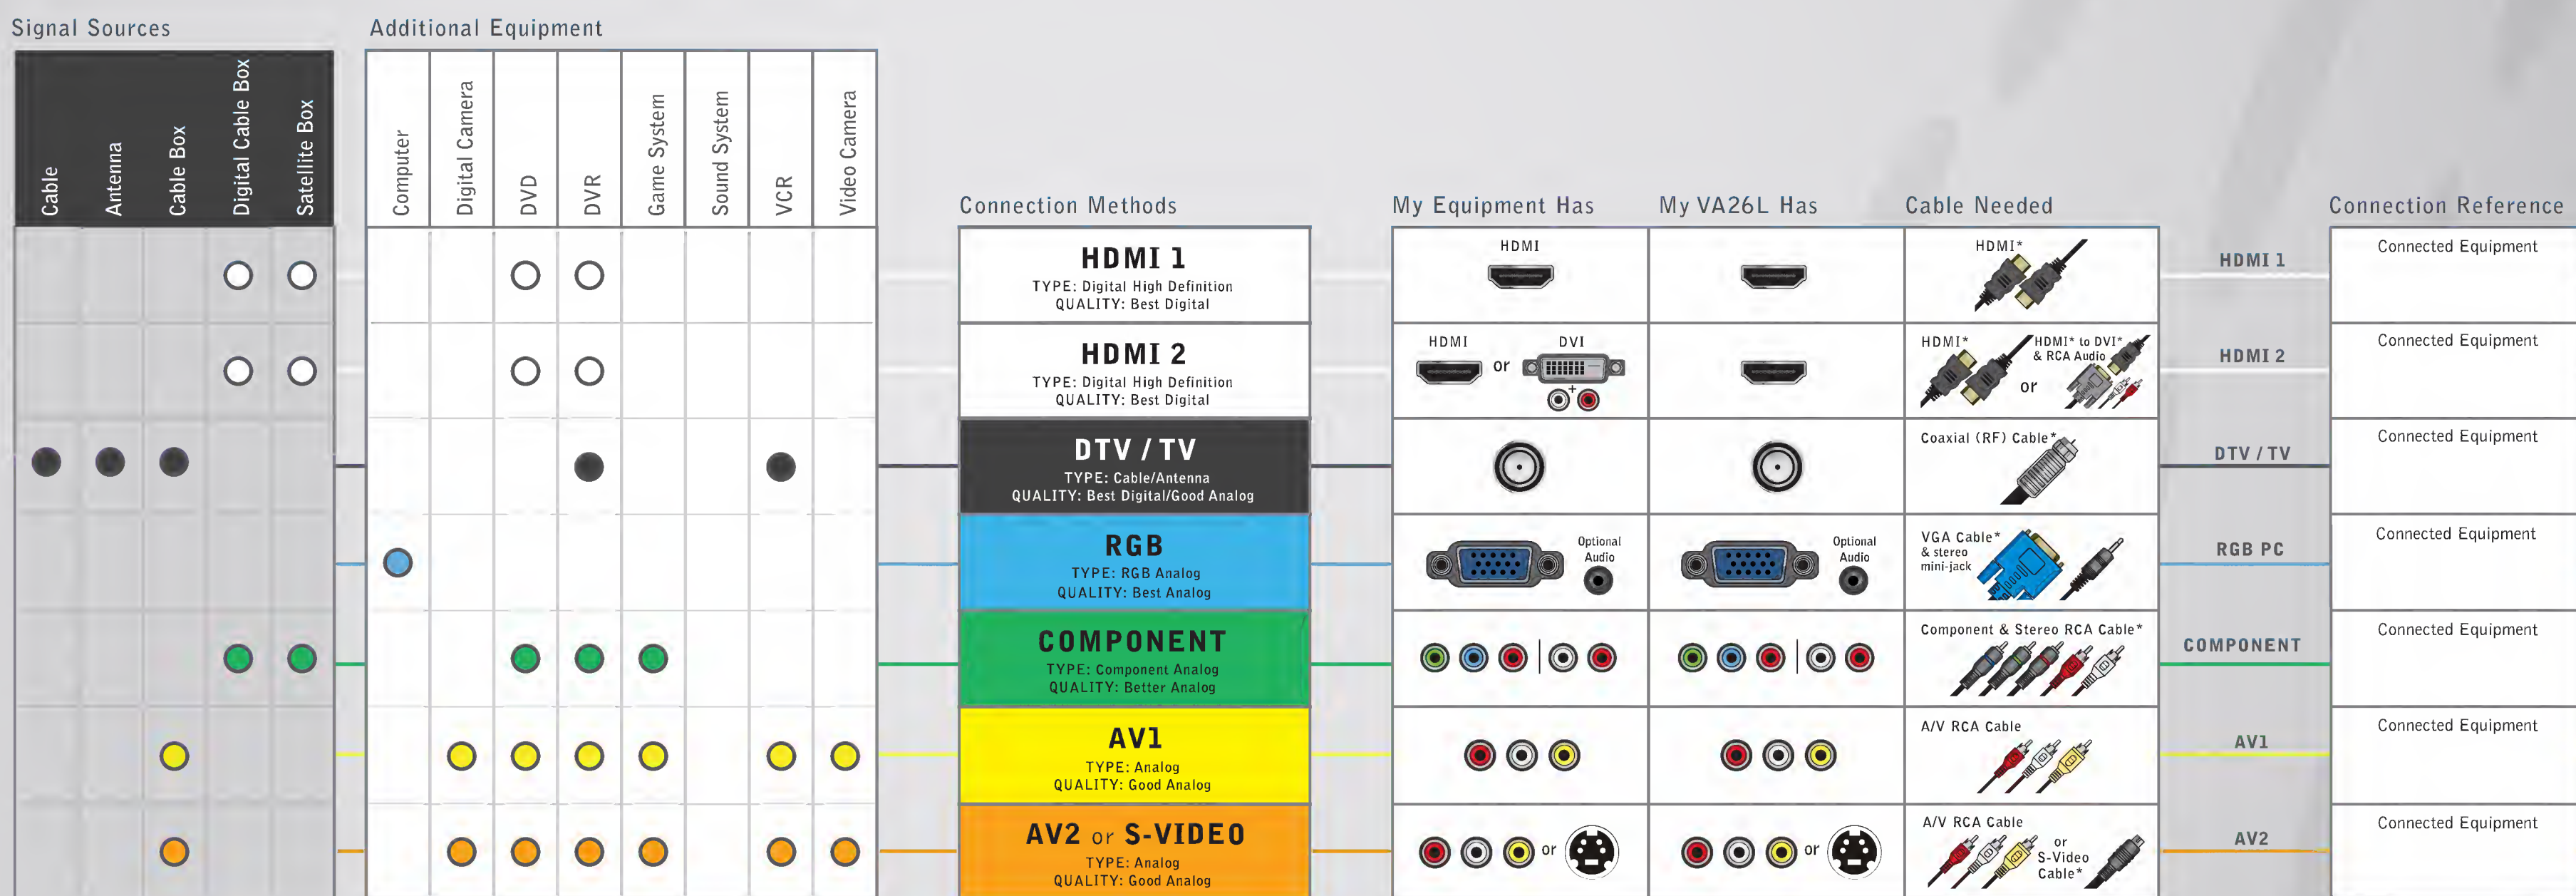 Signal Sources
Additional Equipment
Cable
Antenna
Cable Box
Digital Cable Box
Satellite Box
Computer
Digital Camera
DVD
DVR
Game System
Sound System
VCR
Video Camera
Connection Methods
My Equipment Has
My VA26L Has
Cable Needed
Connection Reference
HDMI 1
TYPE: Digital High Definition
QUALITY: Best Digital
HDMI
HDMI*
HDMI 1
Connected Equipment
HDMI 2
TYPE: Digital High Definition
QUALITY: Best Digital
HDMI
or
DVI
+
HDMI*
or
HDMI* to DVI*
& RCA Audio
HDMI 2
Connected Equipment
DTV / TV
TYPE: Cable/Antenna
QUALITY: Best Digital/Good Analog
Coaxial (RF) Cable*
DTV / TV
Connected Equipment
RGB
TYPE: RGB Analog
QUALITY: Best Analog
Optional
Audio
Optional
Audio
VGA Cable*
& stereo
mini-jack
RGB PC
Connected Equipment
COMPONENT
TYPE: Component Analog
QUALITY: Better Analog
Component & Stereo RCA Cable*
COMPONENT
Connected Equipment
AV1
TYPE: Analog
QUALITY: Good Analog
A/V RCA Cable
AV1
Connected Equipment
AV2 or S-VIDEO
TYPE: Analog
QUALITY: Good Analog
or
or
A/V RCA Cable
or
S-Video
Cable*
AV2
Connected Equipment